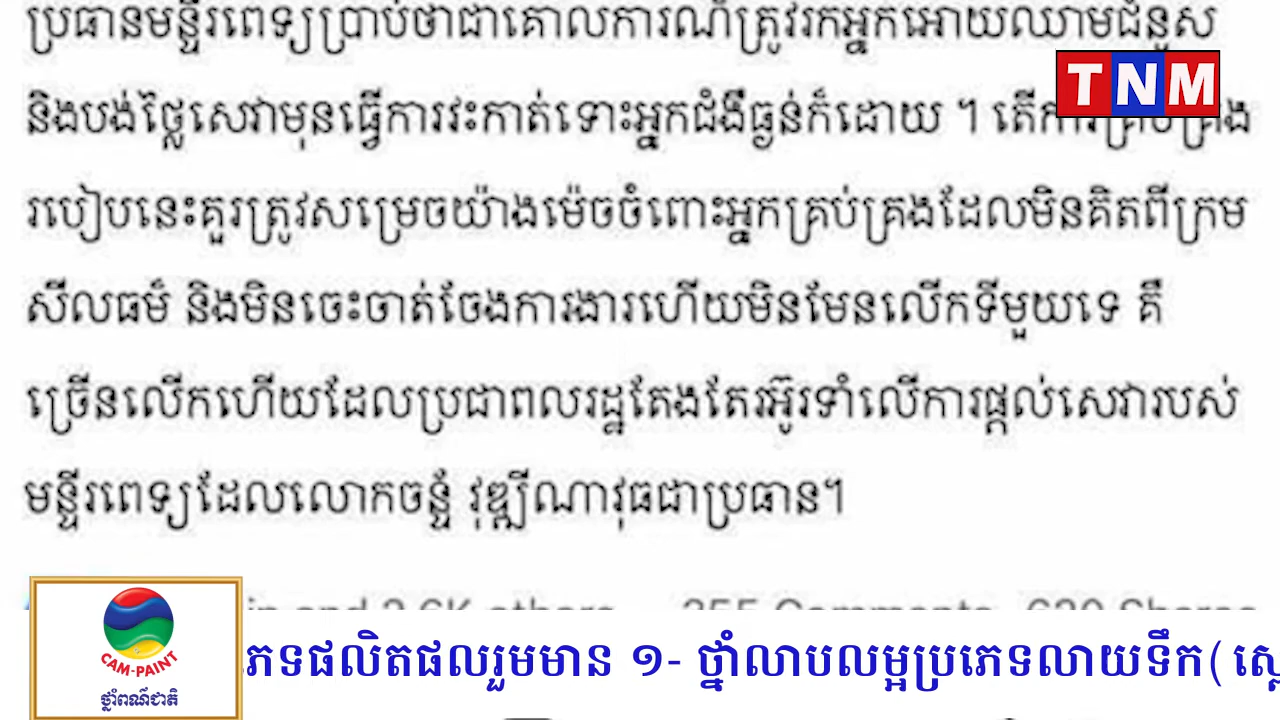 ប្រធានមន្ទីរពេទ្យប្រាប់ថាជាគោលការណ៍ត្រូវរកអ្នកអោយឈាមជំនួស
TNM
និងបង់ថ្លៃសេវាមុនធ្វើការវះកាត់ទោះអ្នកជំងឺធ្ងន់ក៏ដោយ ។ តើការគ្រប់គ្រង
របៀបនេះគួរត្រូវសម្រេចយ៉ាងម៉េចចំពោះអ្នកគ្រប់គ្រងដែលមិនគិតពីក្រម
សីលធម៌ និងមិនចេះចាត់ចែងការងារហើយមិនមែនលើកទីមួយទេ គឺ
ច្រើនលើកហើយដែលប្រជាពលរដ្ឋតែងតែរអ៊ូរទាំលើការផ្តល់សេវារបស់
មន្ទីរពេទ្យដែលលោកចន្ទំ វុឌ្ឍីណាវុធជាប្រធាន។
and 2.6K others 355 Comments 620 Shares
CAM-PAINT
ថ្នាំពណ៌ជាតិ
ភេទផលិតផលរួមមាន ១- ថ្នាំលាបលម្អប្រភេទលាយទឹក(